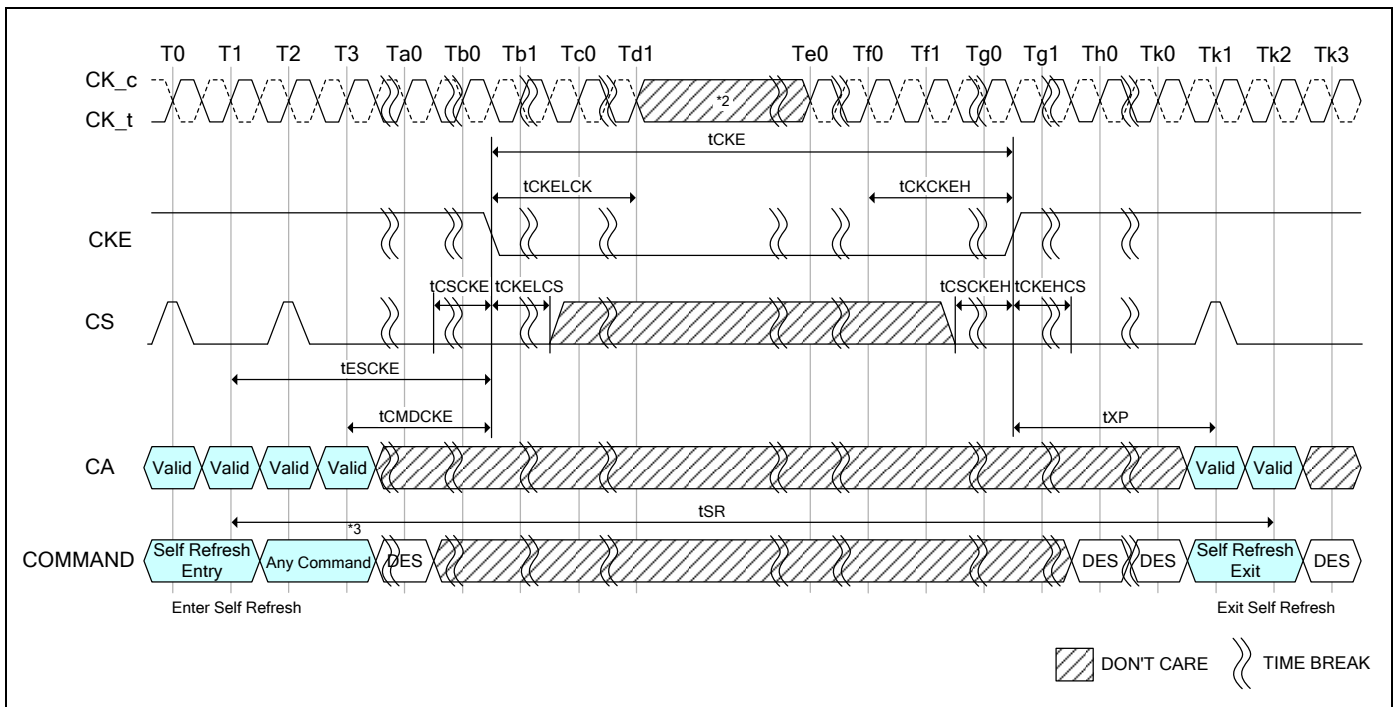 T0 T1 T2 T3 Ta0 Tb0 Tb1 Tc0 Td1 Te0 Tf0 Tf1 Tg0 Tg1 Th0 Tk0 Tk1 Tk2 Tk3
CK_c
*2
CK_t
tCKE
tCKELCK tCKCKEH
CKE
tCSCKE tCKELCS tCSCKEH tCKEHCS
CS
tESCKE
tCMDCKE tXP
CA Valid Valid Valid Valid Valid Valid
tSR
*3
COMMAND Self Refresh Entry Any Command DES DES DES Self Refresh Exit DES
Enter Self Refresh Exit Self Refresh
DON'T CARE TIME BREAK